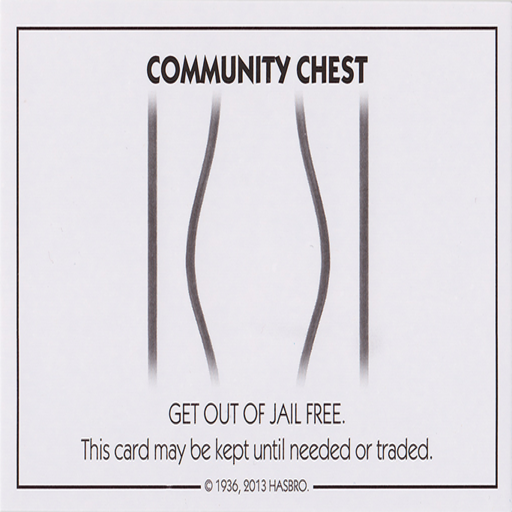 COMMUNITY CHEST
GET OUT OF JAIL FREE.
This card may be kept until needed or traded.
© 1936, 2013 HASBRO.